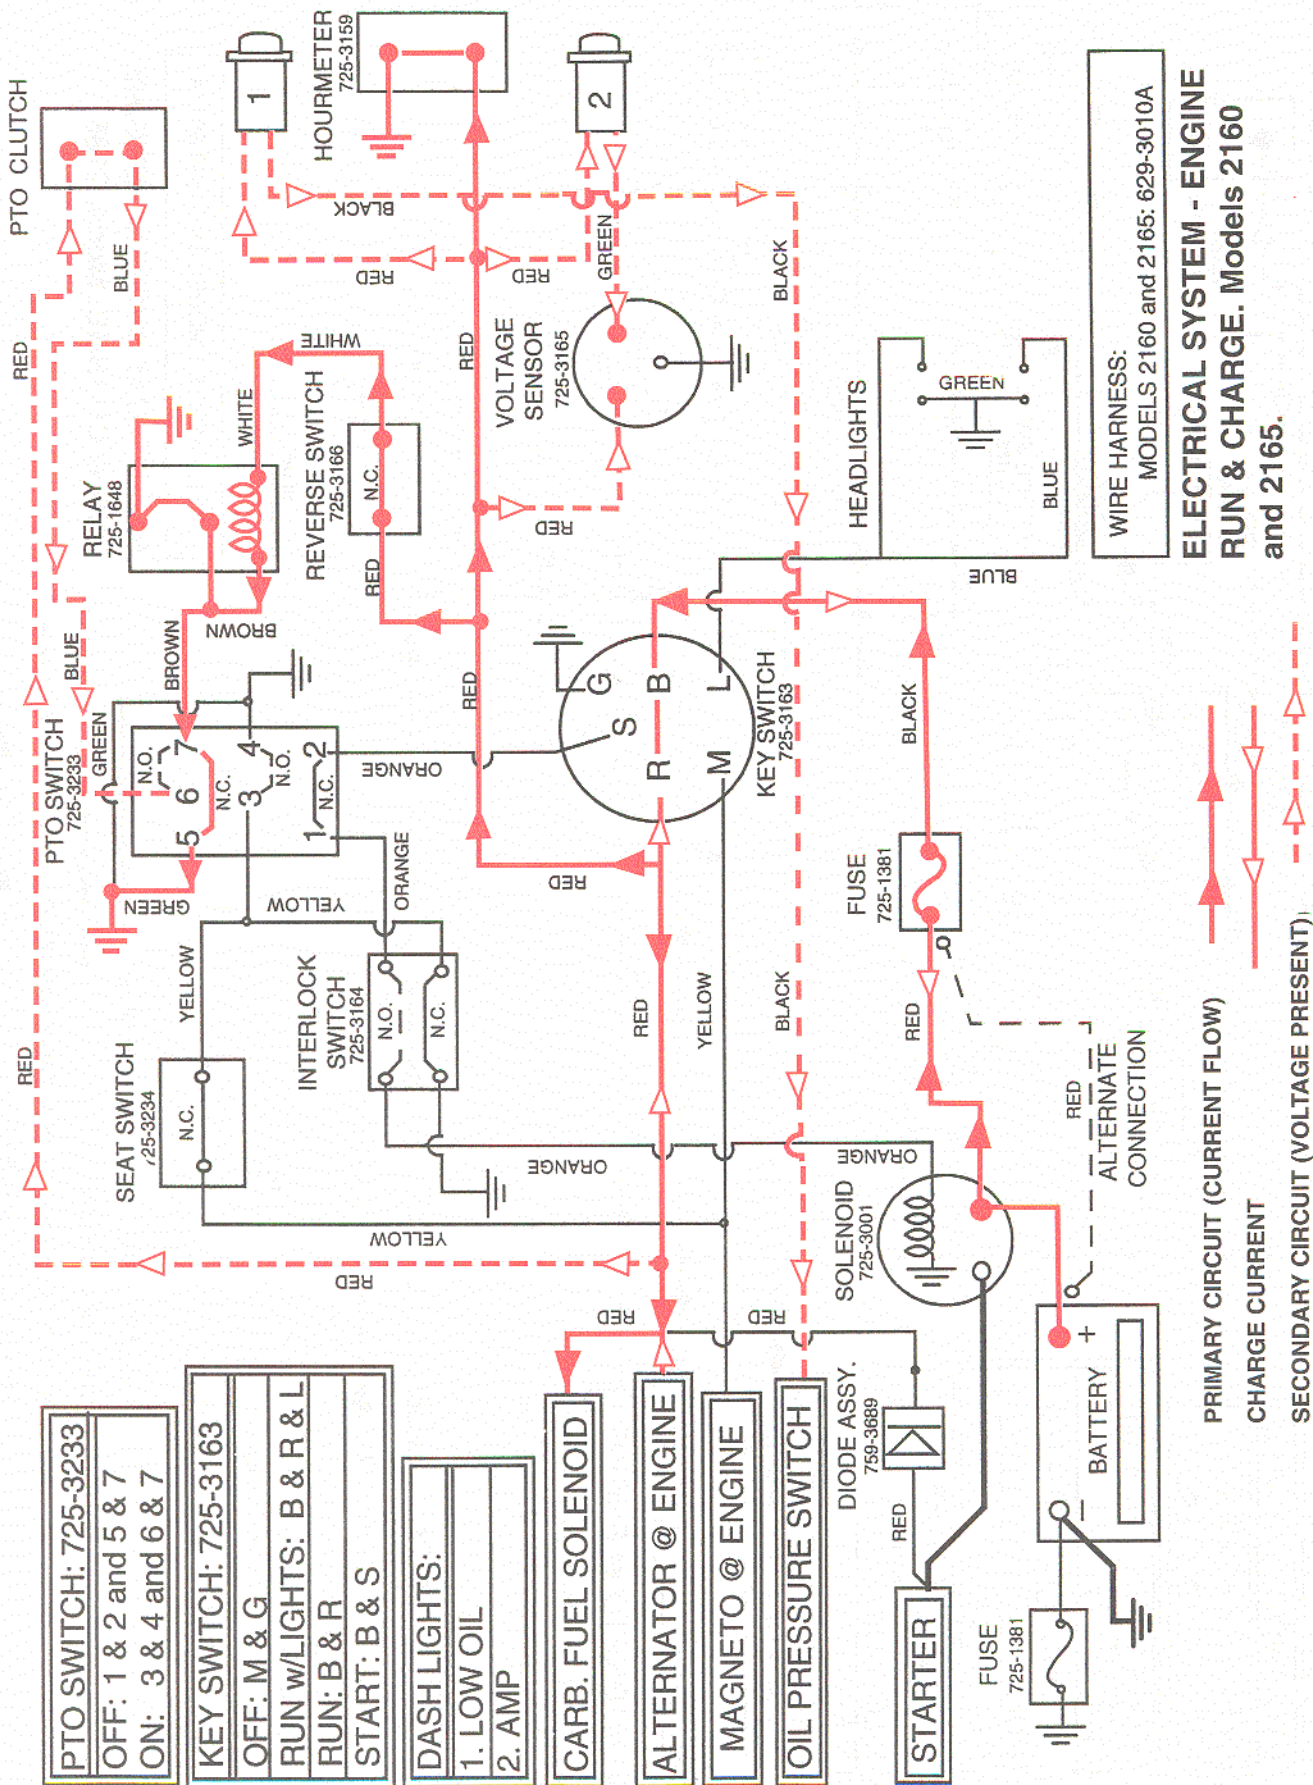 PTO SWITCH: 725-3233
OFF: 1 & 2 and 5 & 7
ON: 3 & 4 and 6 & 7
KEY SWITCH: 725-3163
OFF: M & G
RUN w/LIGHTS: B & R & L
RUN: B & R
START: B & S
DASH LIGHTS:
1. LOW OIL
2. AMP
CARB. FUEL SOLENOID
ALTERNATOR @ ENGINE
MAGNETO @ ENGINE
OIL PRESSURE SWITCH
STARTER
FUSE
725-1381
DIODE ASSY.
759-3689
RED
RED
RED
BATTERY
+
–
SOLENOID
725-3001
ORANGE
ORANGE
RED
ALTERNATE
CONNECTION
RED
FUSE
725-1381
BLACK
SEAT SWITCH
725-3234
N.C.
YELLOW
YELLOW
YELLOW
YELLOW
RED
RED
RED
RED
RED
INTERLOCK
SWITCH
725-3164
N.O.
N.C.
ORANGE
ORANGE
PTO SWITCH
725-3233
GREEN
GREEN
N.O.
N.C.
N.O.
N.C.
5
6
7
3
4
1
2
BLUE
BROWN
BROWN
RELAY
725-1648
WHITE
WHITE
REVERSE SWITCH
725-3166
N.C.
RED
RED
RED
KEY SWITCH
725-3163
G
S
B
R
L
M
BLACK
BLACK
BLACK
VOLTAGE
SENSOR
725-3165
RED
RED
RED
GREEN
PTO CLUTCH
BLUE
1
HOURMETER
725-3159
2
HEADLIGHTS
GREEN
BLUE
BLUE
WIRE HARNESS:
MODELS 2160 and 2165: 629-3010A
ELECTRICAL SYSTEM - ENGINE
RUN & CHARGE. Models 2160
and 2165.
PRIMARY CIRCUIT (CURRENT FLOW)
CHARGE CURRENT
SECONDARY CIRCUIT (VOLTAGE PRESENT)